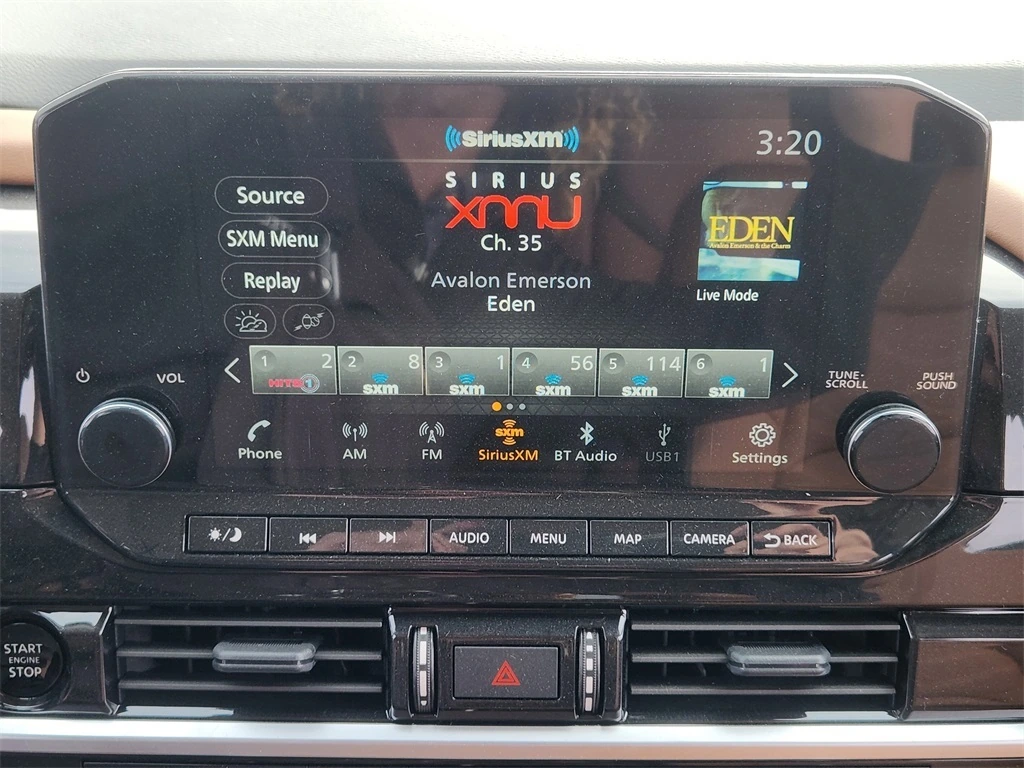 SiriusXM
3:20
Source
SXM Menu
Replay
SIRIUS
XMU
Ch. 35
Avalon Emerson
Eden
EDEN
Avalon Emerson & the Charm
Live Mode
1 2 HITS 1
2 8 sxm
3 1 sxm
4 56 sxm
5 114 sxm
6 1 sxm
VOL
TUNE·
SCROLL
PUSH
SOUND
Phone
AM
FM
sxm
SiriusXM
BT Audio
USB1
Settings
AUDIO
MENU
MAP
CAMERA
BACK
START
ENGINE
STOP